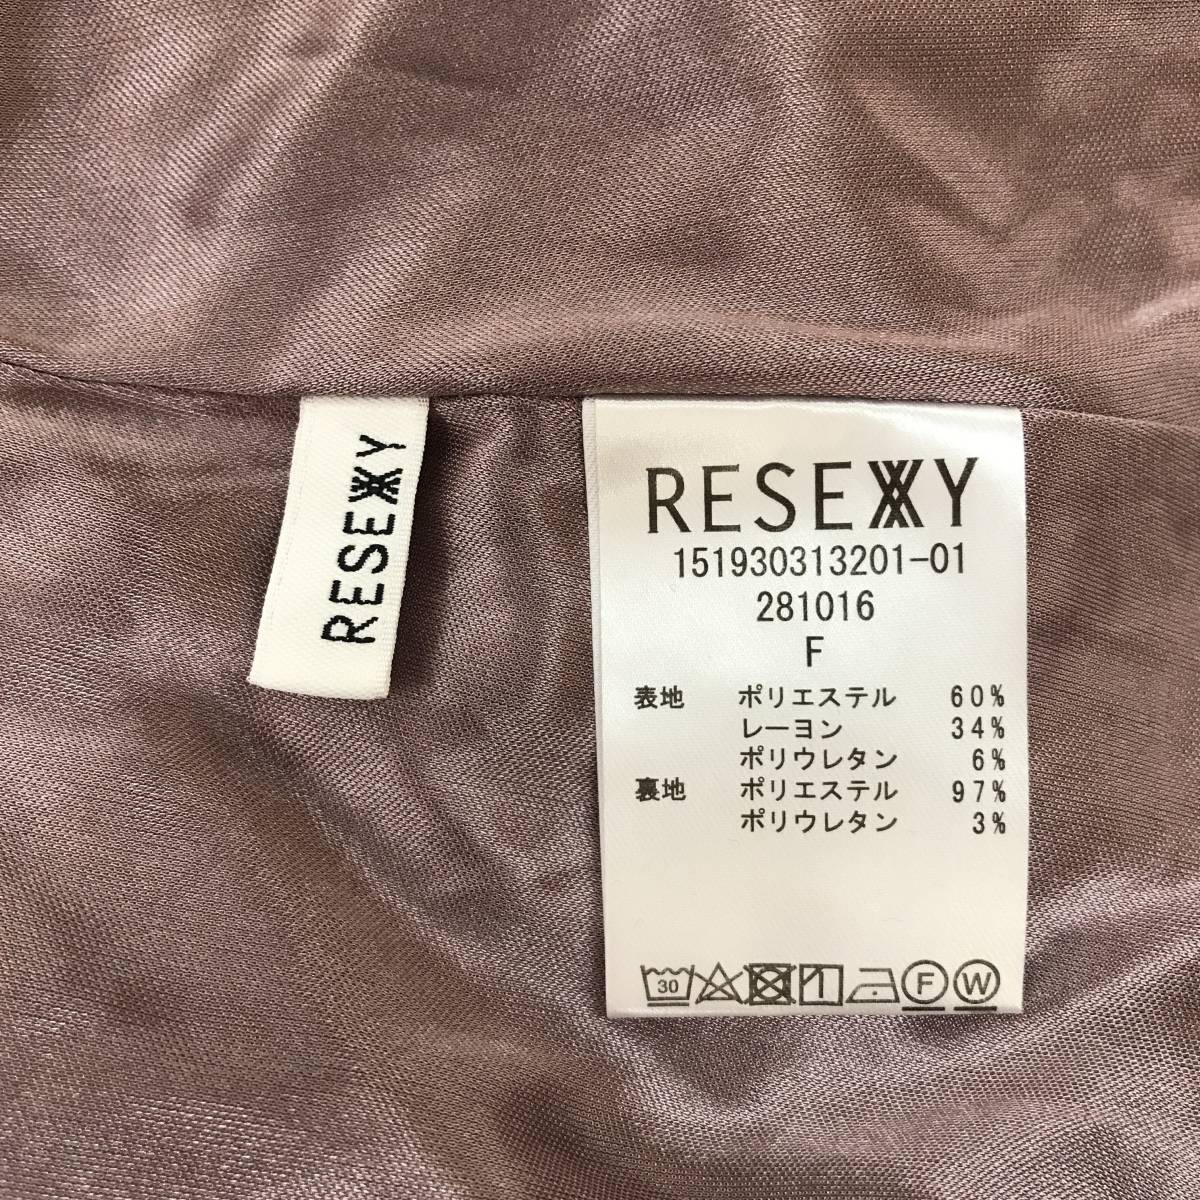 RESEXXY
RESEXXY
151930313201-01
281016
F
表地 ポリエステル 60%
レーヨン 34%
ポリウレタン 6%
裏地 ポリエステル 97%
ポリウレタン 3%
30 F W